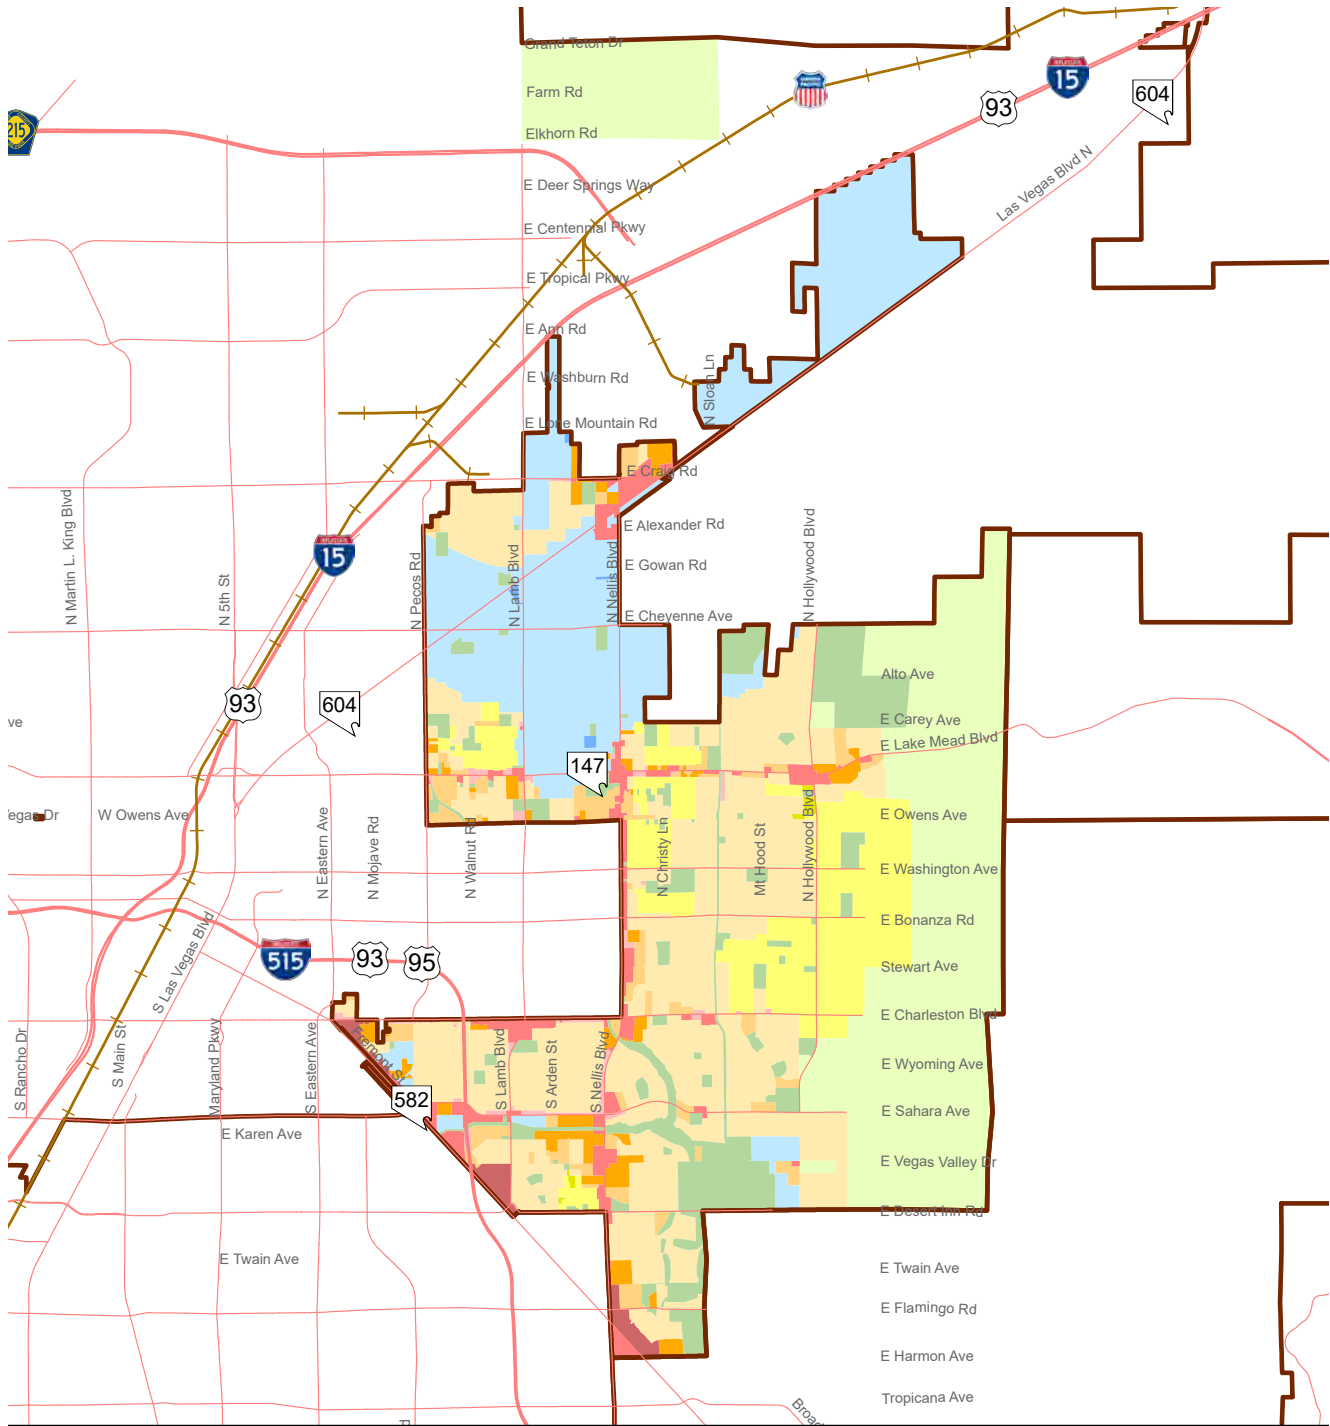 Grand Teton Dr
INTERSTATE
15
Farm Rd
93
604
215
Elkhorn Rd
E Deer Springs Way
Las Vegas Blvd N
E Centennial Pkwy
E Tropical Pkwy
E Ann Rd
E Washburn Rd
N Sloan Ln
E Lone Mountain Rd
E Craig Rd
E Alexander Rd
INTERSTATE
15
N Martin L. King Blvd
N 5th St
N Pecos Rd
N Lamb Blvd
N Nellis Blvd
E Gowan Rd
N Hollywood Blvd
E Cheyenne Ave
Alto Ave
93
604
ve
E Carey Ave
E Lake Mead Blvd
147
egas Dr
W Owens Ave
E Owens Ave
N Eastern Ave
N Mojave Rd
N Walnut Rd
N Christy Ln
Mt Hood St
N Hollywood Blvd
E Washington Ave
E Bonanza Rd
S Las Vegas Blvd
515
93
95
Stewart Ave
E Charleston Blvd
S Rancho Dr
S Main St
Maryland Pkwy
S Eastern Ave
Fremont St
S Lamb Blvd
S Arden St
S Nellis Blvd
E Wyoming Ave
582
E Sahara Ave
E Karen Ave
E Vegas Valley Dr
E Desert Inn Rd
E Twain Ave
E Twain Ave
E Flamingo Rd
E Harmon Ave
Tropicana Ave
Broad